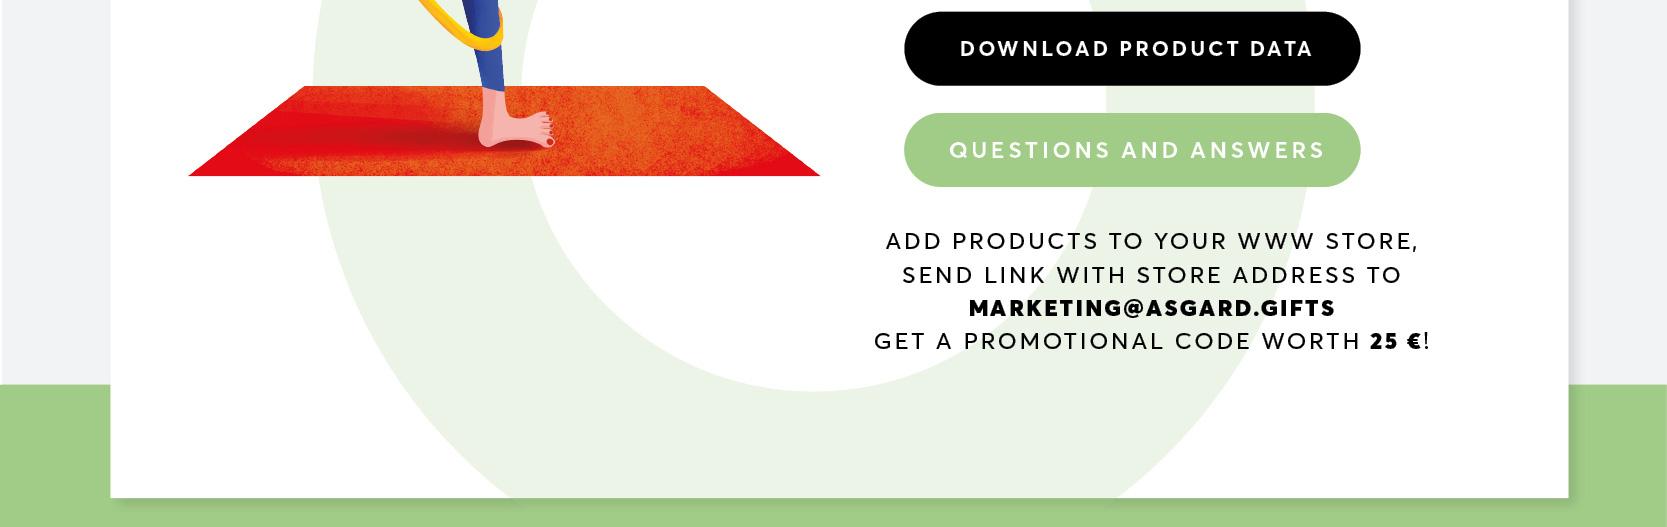 DOWNLOAD PRODUCT DATA
QUESTIONS AND ANSWERS
ADD PRODUCTS TO YOUR WWW STORE,
SEND LINK WITH STORE ADDRESS TO
MARKETING@ASGARD.GIFTS
GET A PROMOTIONAL CODE WORTH 25 €!